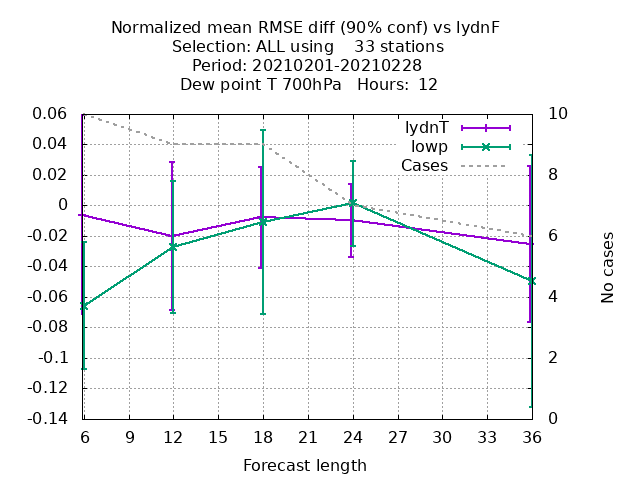 Normalized mean RMSE diff (90% conf) vs lydnF
Selection: ALL using    33 stations
Period: 20210201-20210228
Dew point T 700hPa   Hours:  12
0.06
0.04
0.02
0
-0.02
-0.04
-0.06
-0.08
-0.1
-0.12
-0.14
lydnT
lowp
Cases
10
8
6
4
2
0
No cases
6 9 12 15 18 21 24 27 30 33 36
Forecast length